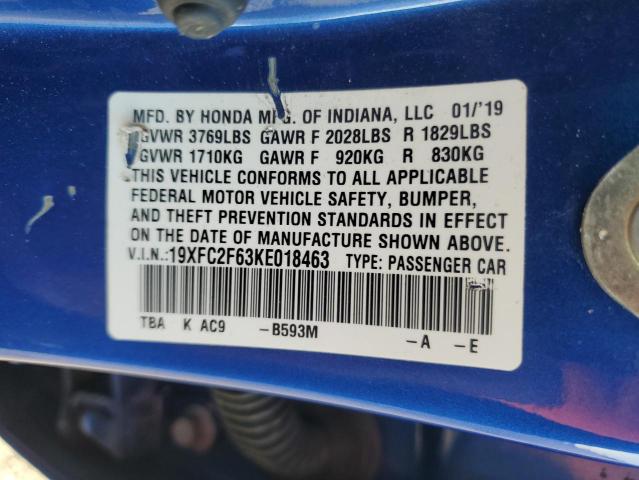 MFD. BY HONDA MFG. OF INDIANA, LLC 01/'19
GVWR 3769LBS GAWR F 2028LBS R 1829LBS
GVWR 1710KG GAWR F 920KG R 830KG
THIS VEHICLE CONFORMS TO ALL APPLICABLE
FEDERAL MOTOR VEHICLE SAFETY, BUMPER,
AND THEFT PREVENTION STANDARDS IN EFFECT
ON THE DATE OF MANUFACTURE SHOWN ABOVE.
V.I.N.:19XFC2F63KE018463 TYPE: PASSENGER CAR
TBA K AC9 -B593M -A -E